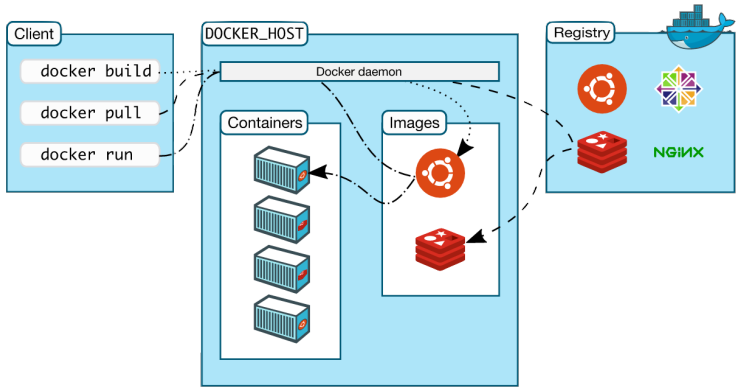 Client
docker build
docker pull
docker run
DOCKER_HOST
Docker daemon
Containers
Images
Registry
NGINX